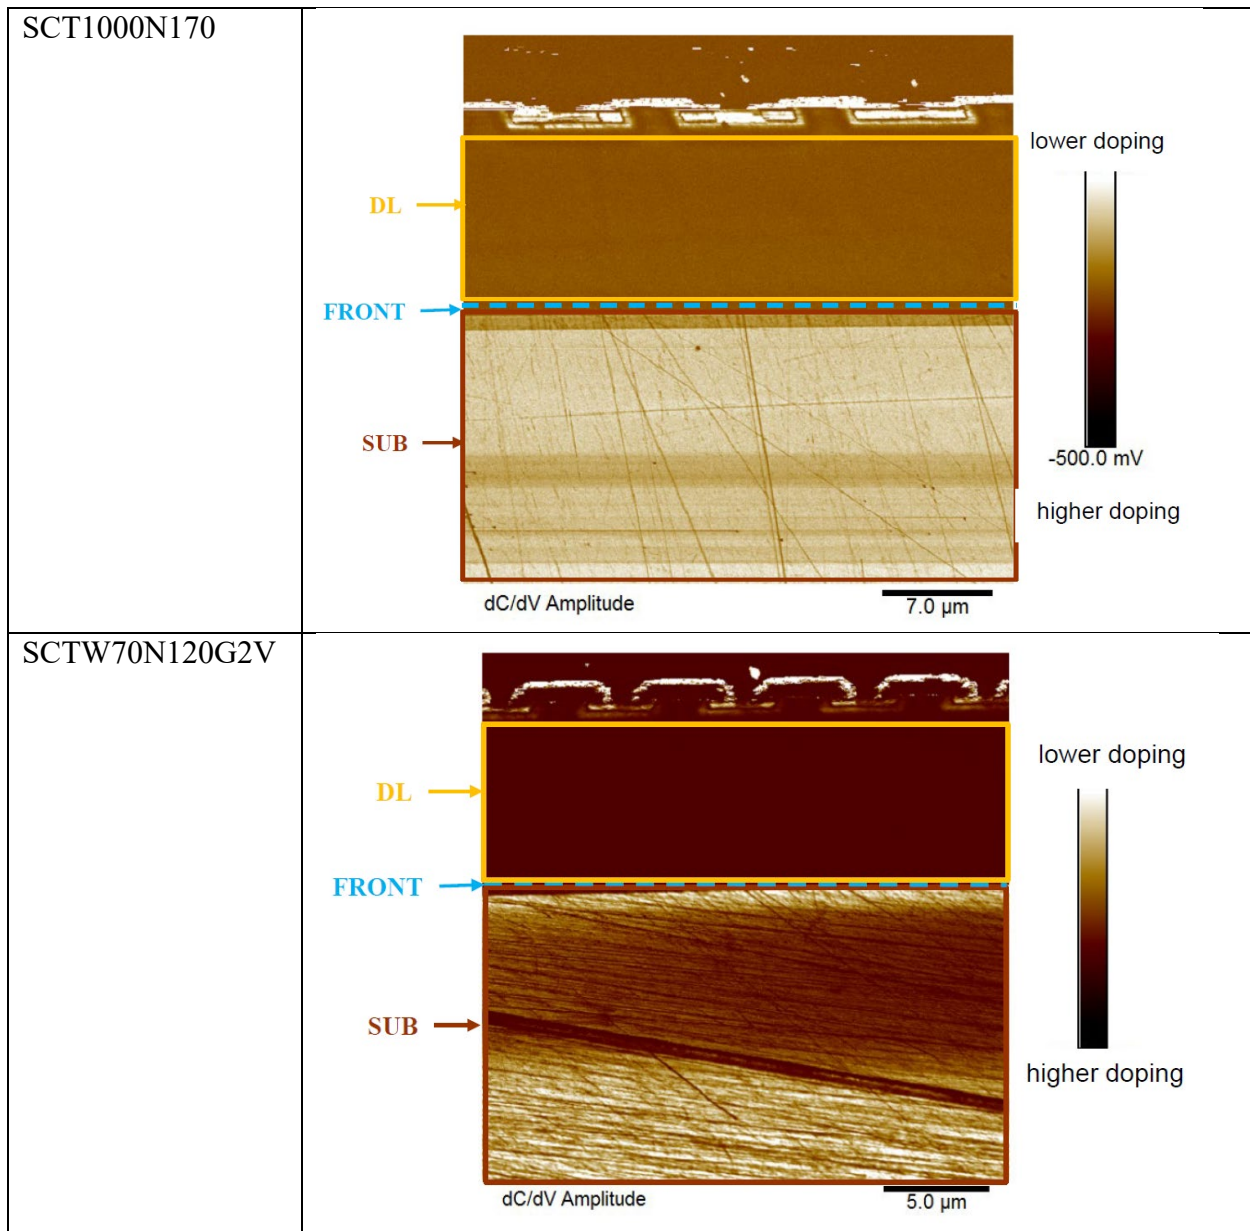 SCT1000N170
lower doping
DL
FRONT
SUB
-500.0 mV
higher doping
dC/dV Amplitude
7.0 µm
SCTW70N120G2V
lower doping
DL
FRONT
SUB
higher doping
dC/dV Amplitude
5.0 µm